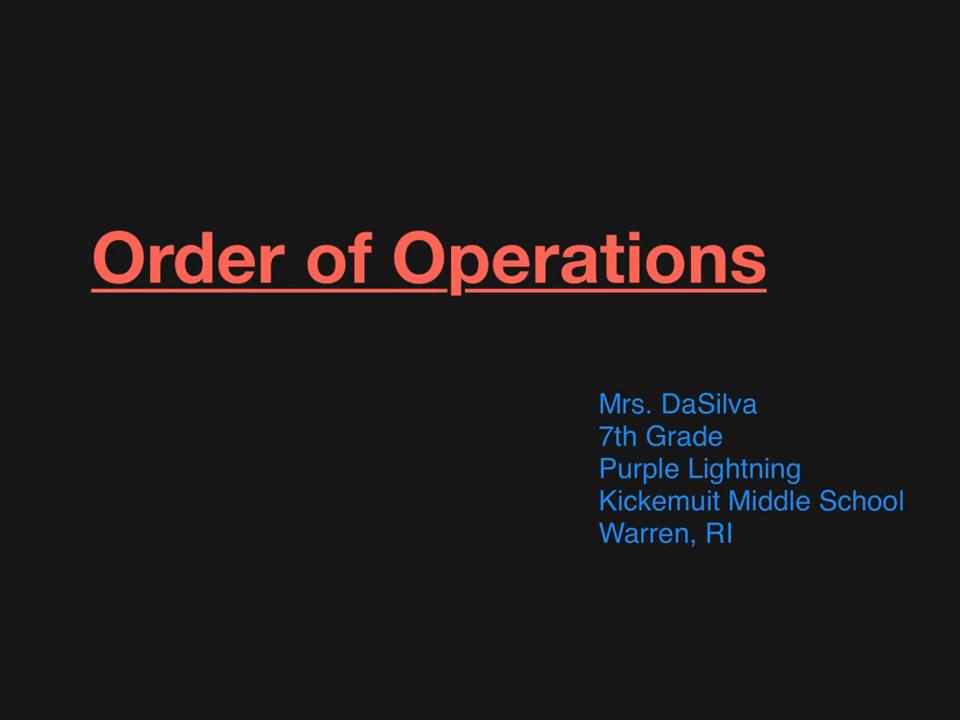 Order of Operations
Mrs. DaSilva
7th Grade
Purple Lightning
Kickemuit Middle School
Warren, RI